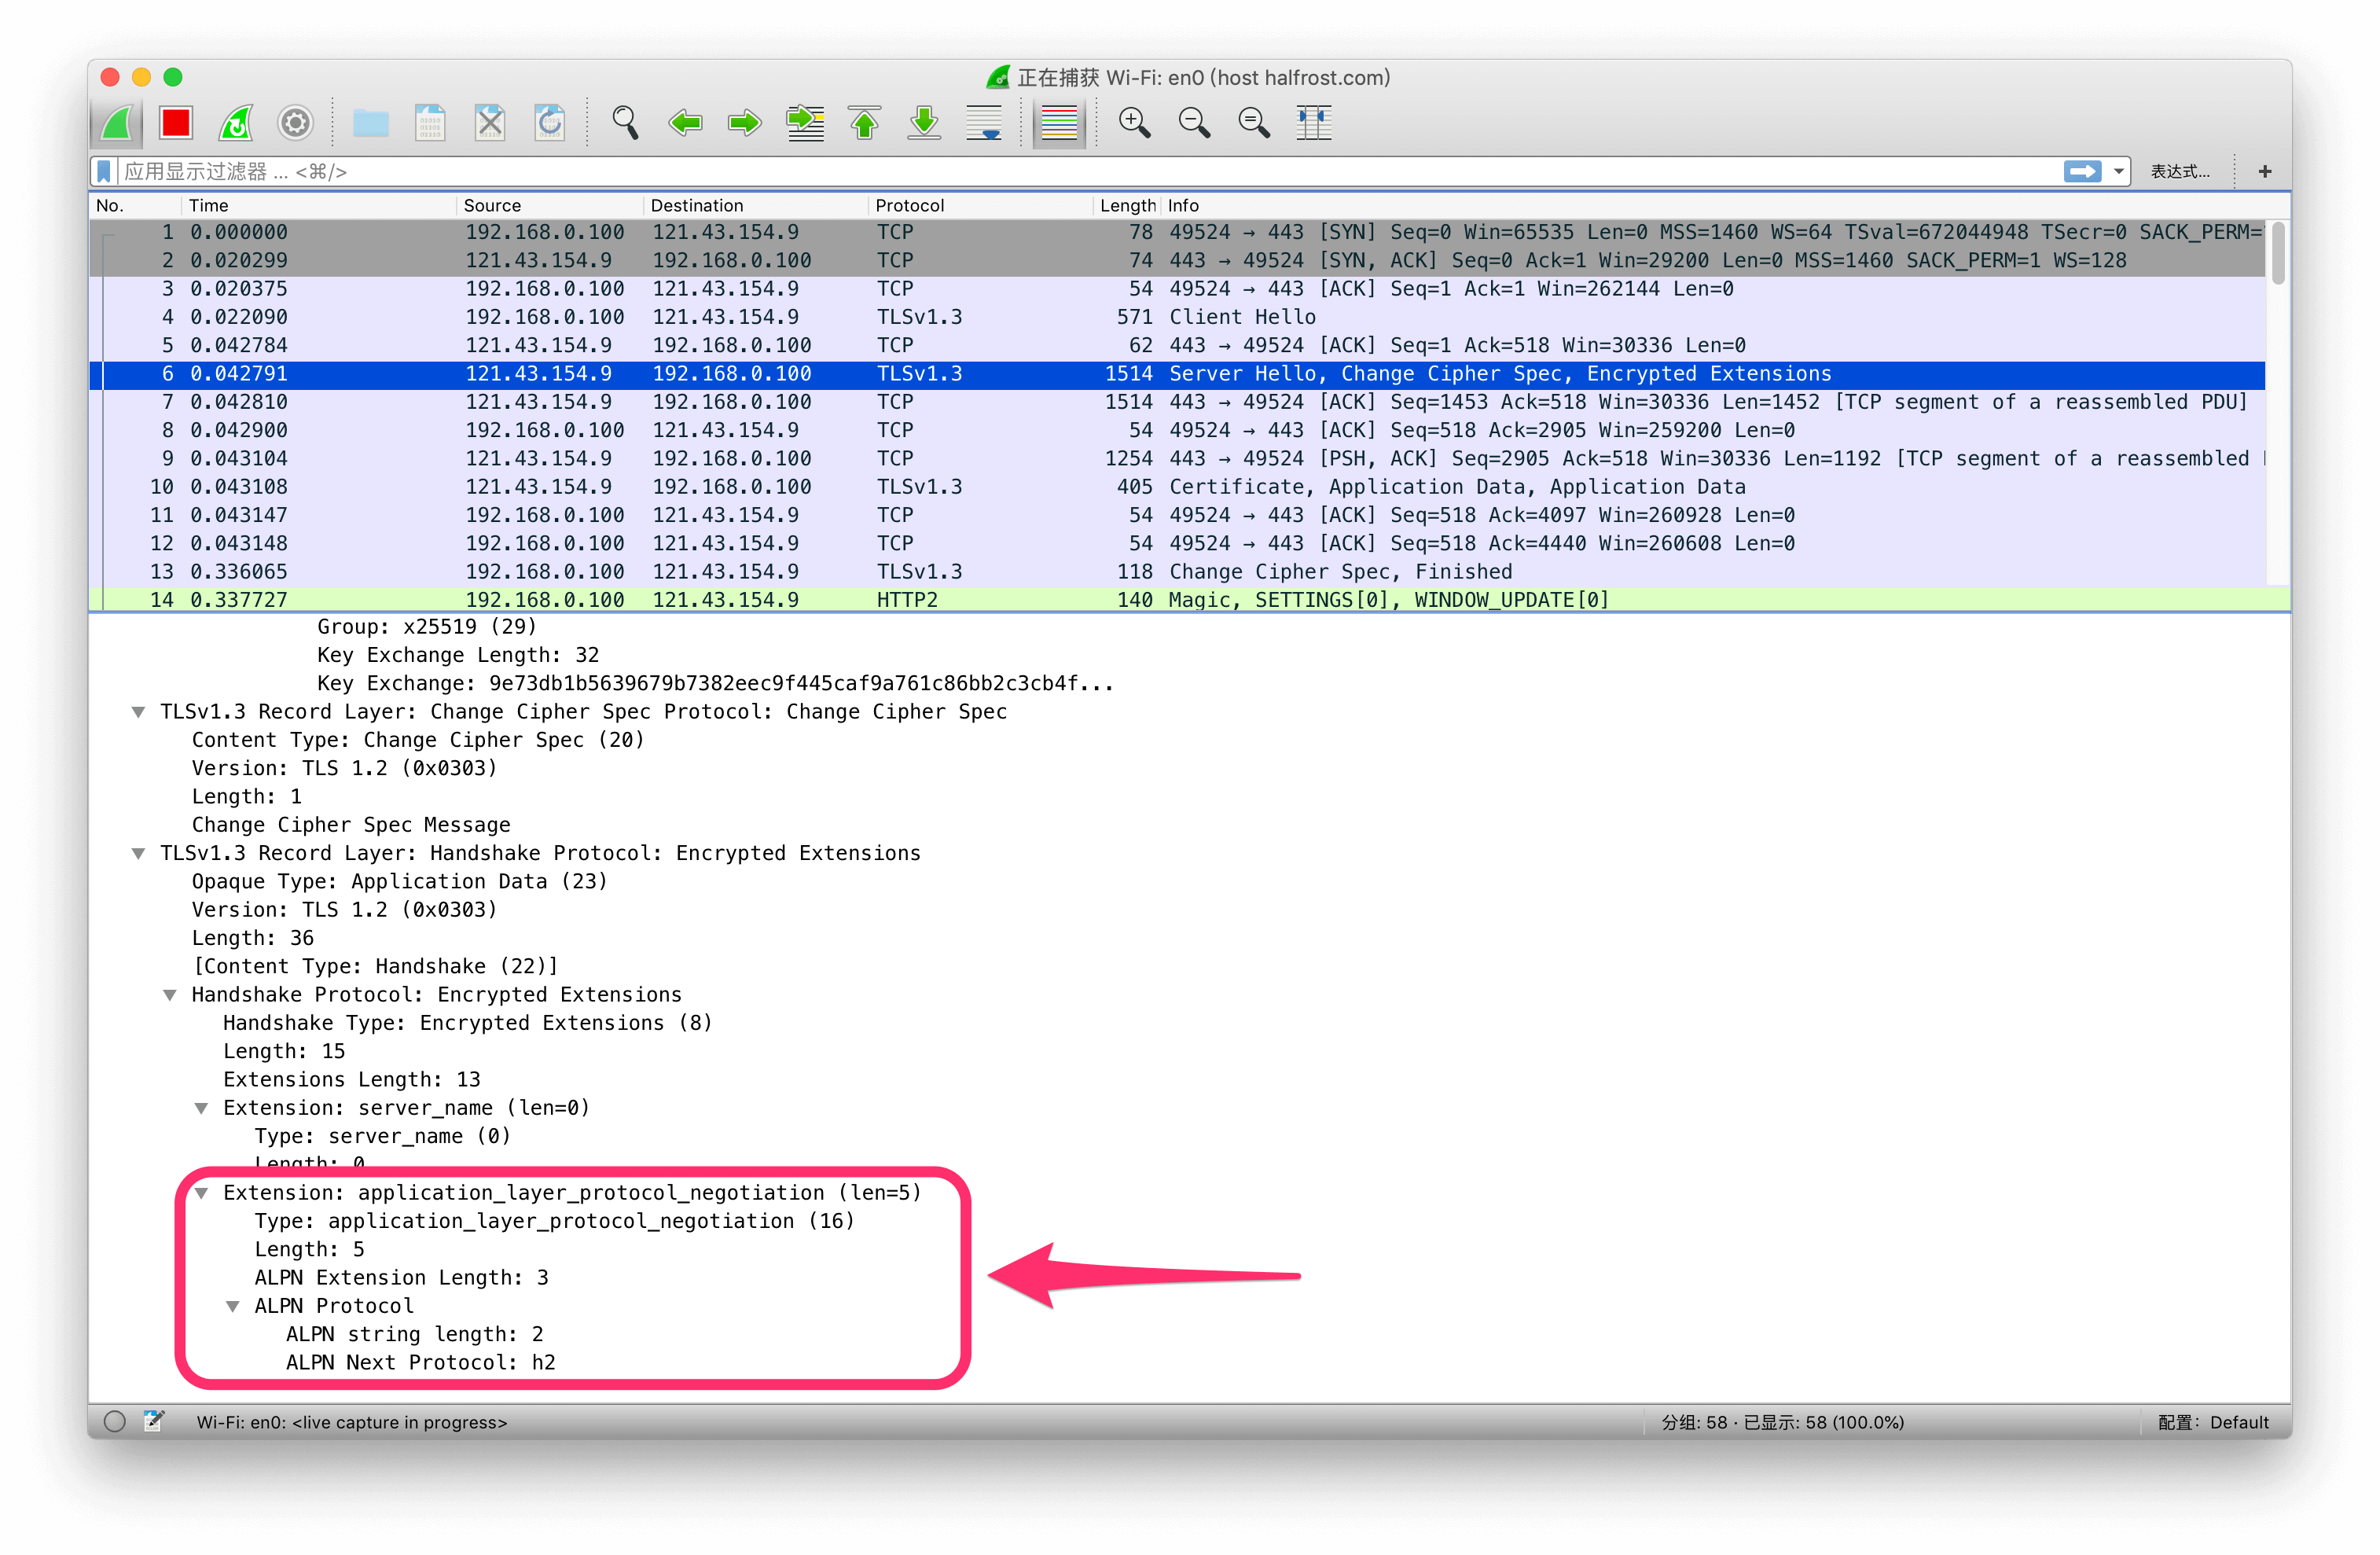 正在捕获 Wi-Fi: en0 (host halfrost.com)
应用显示过滤器 ... <⌘/> 表达式... +
No. Time Source Destination Protocol Length Info
1 0.000000 192.168.0.100 121.43.154.9 TCP 78 49524 → 443 [SYN] Seq=0 Win=65535 Len=0 MSS=1460 WS=64 TSval=672044948 TSecr=0 SACK_PERM=
2 0.020299 121.43.154.9 192.168.0.100 TCP 74 443 → 49524 [SYN, ACK] Seq=0 Ack=1 Win=29200 Len=0 MSS=1460 SACK_PERM=1 WS=128
3 0.020375 192.168.0.100 121.43.154.9 TCP 54 49524 → 443 [ACK] Seq=1 Ack=1 Win=262144 Len=0
4 0.022090 192.168.0.100 121.43.154.9 TLSv1.3 571 Client Hello
5 0.042784 121.43.154.9 192.168.0.100 TCP 62 443 → 49524 [ACK] Seq=1 Ack=518 Win=30336 Len=0
6 0.042791 121.43.154.9 192.168.0.100 TLSv1.3 1514 Server Hello, Change Cipher Spec, Encrypted Extensions
7 0.042810 121.43.154.9 192.168.0.100 TCP 1514 443 → 49524 [ACK] Seq=1453 Ack=518 Win=30336 Len=1452 [TCP segment of a reassembled PDU]
8 0.042900 192.168.0.100 121.43.154.9 TCP 54 49524 → 443 [ACK] Seq=518 Ack=2905 Win=259200 Len=0
9 0.043104 121.43.154.9 192.168.0.100 TCP 1254 443 → 49524 [PSH, ACK] Seq=2905 Ack=518 Win=30336 Len=1192 [TCP segment of a reassembled
10 0.043108 121.43.154.9 192.168.0.100 TLSv1.3 405 Certificate, Application Data, Application Data
11 0.043147 192.168.0.100 121.43.154.9 TCP 54 49524 → 443 [ACK] Seq=518 Ack=4097 Win=260928 Len=0
12 0.043148 192.168.0.100 121.43.154.9 TCP 54 49524 → 443 [ACK] Seq=518 Ack=4440 Win=260608 Len=0
13 0.336065 192.168.0.100 121.43.154.9 TLSv1.3 118 Change Cipher Spec, Finished
14 0.337727 192.168.0.100 121.43.154.9 HTTP2 140 Magic, SETTINGS[0], WINDOW_UPDATE[0]
Group: x25519 (29)
Key Exchange Length: 32
Key Exchange: 9e73db1b5639679b7382eec9f445caf9a761c86bb2c3cb4f...
TLSv1.3 Record Layer: Change Cipher Spec Protocol: Change Cipher Spec
Content Type: Change Cipher Spec (20)
Version: TLS 1.2 (0x0303)
Length: 1
Change Cipher Spec Message
TLSv1.3 Record Layer: Handshake Protocol: Encrypted Extensions
Opaque Type: Application Data (23)
Version: TLS 1.2 (0x0303)
Length: 36
[Content Type: Handshake (22)]
Handshake Protocol: Encrypted Extensions
Handshake Type: Encrypted Extensions (8)
Length: 15
Extensions Length: 13
Extension: server_name (len=0)
Type: server_name (0)
Length: 0
Extension: application_layer_protocol_negotiation (len=5)
Type: application_layer_protocol_negotiation (16)
Length: 5
ALPN Extension Length: 3
ALPN Protocol
ALPN string length: 2
ALPN Next Protocol: h2
Wi-Fi: en0: <live capture in progress> 分组: 58 · 已显示: 58 (100.0%) 配置: Default